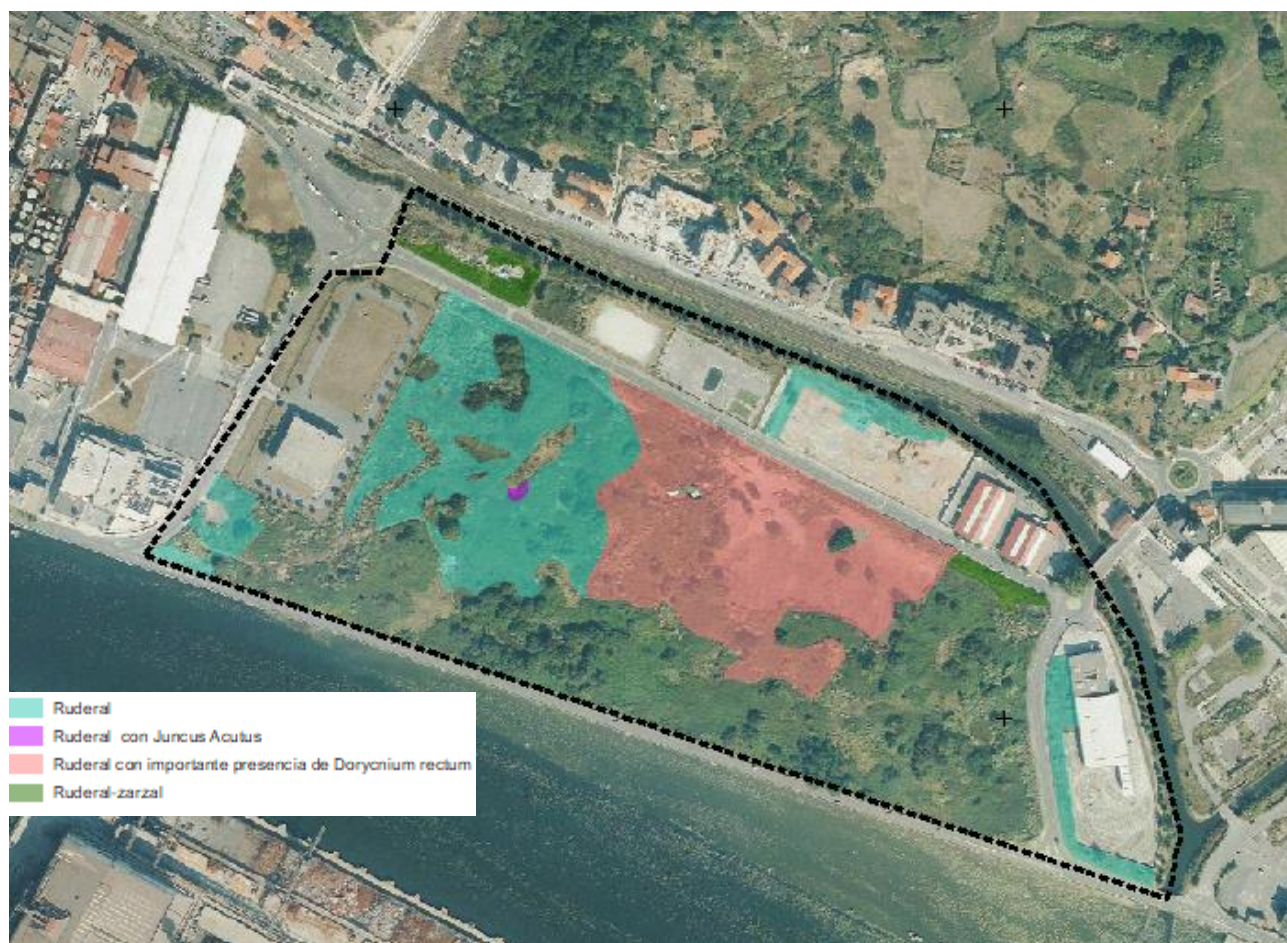 Ruderal
Ruderal con Juncus Acutus
Ruderal con importante presencia de Dorycnium rectum
Ruderal-zarzal